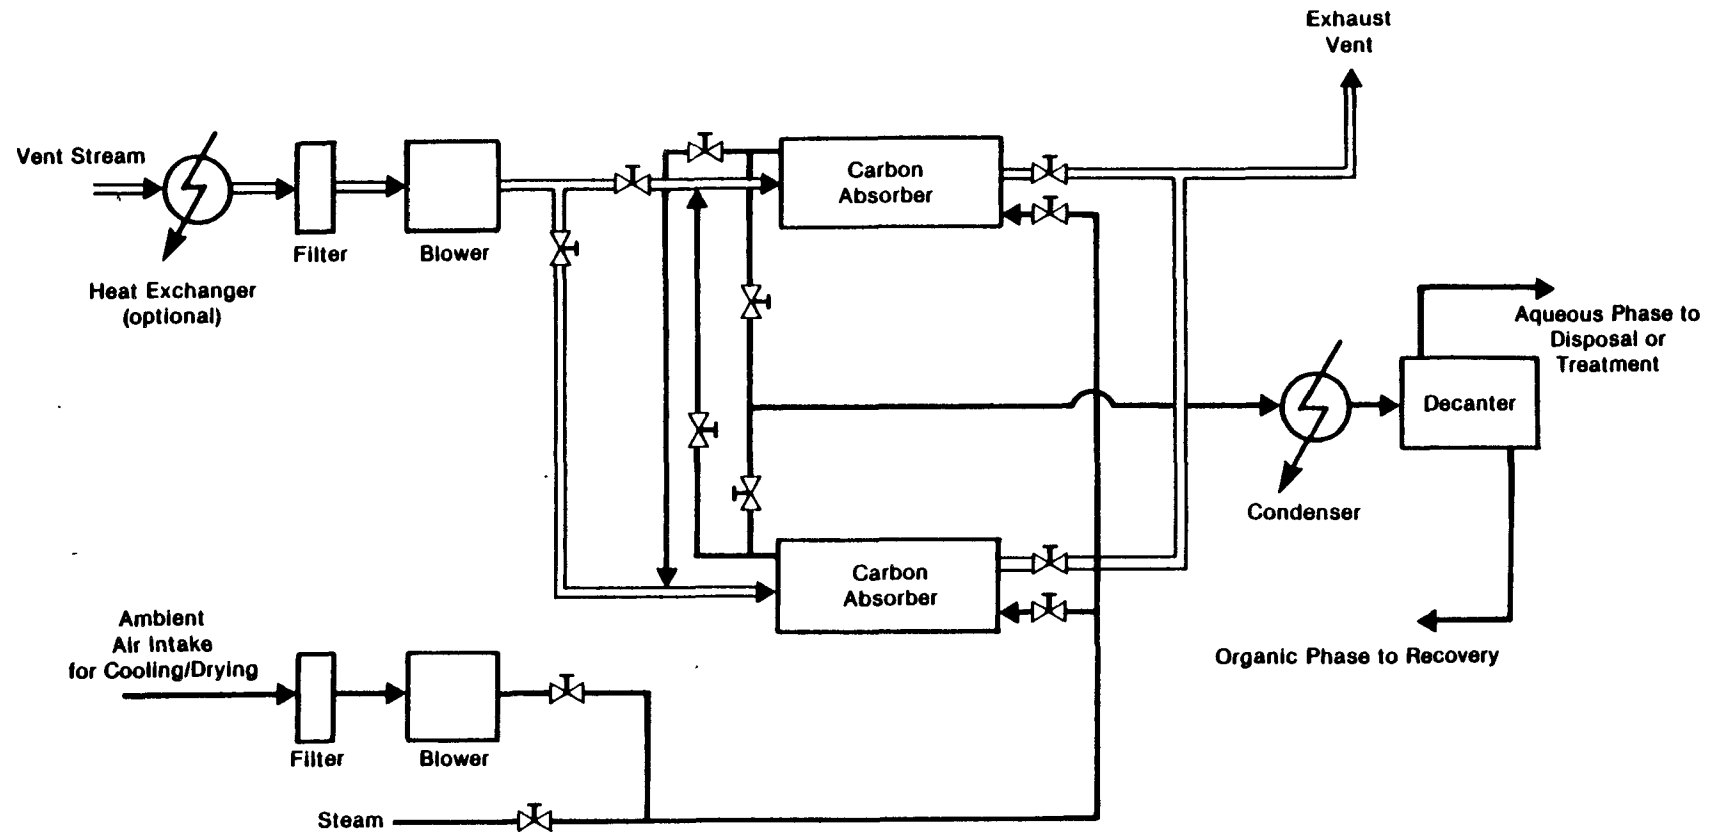 Exhaust
Vent
Vent Stream
Carbon
Absorber
Filter
Blower
Heat Exchanger
(optional)
Aqueous Phase to
Disposal or
Treatment
Decanter
Condenser
Carbon
Absorber
Ambient
Air Intake
for Cooling/Drying
Organic Phase to Recovery
Filter
Blower
Steam